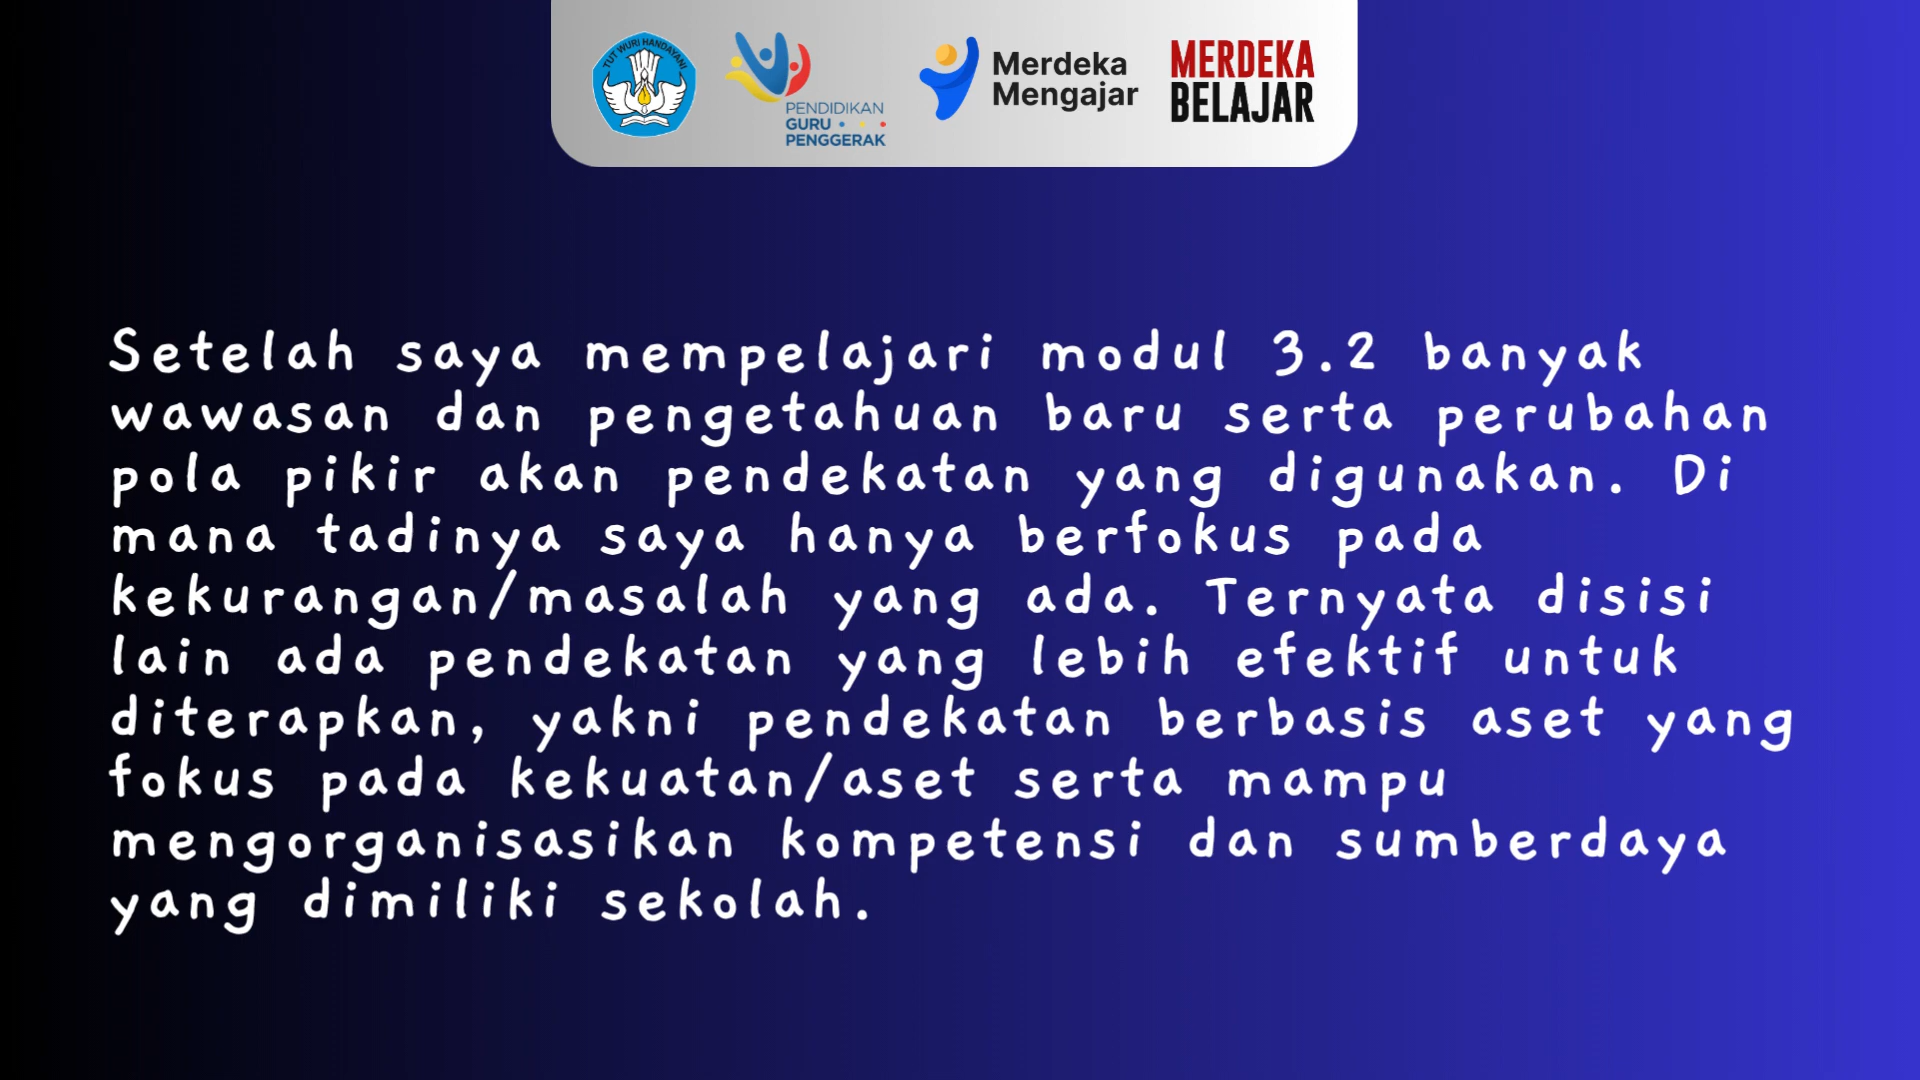 TUT WURI HANDAYANI
PENDIDIKAN
GURU
PENGGERAK
Merdeka
Mengajar
MERDEKA
BELAJAR
Setelah saya mempelajari modul 3.2 banyak
wawasan dan pengetahuan baru serta perubahan
pola pikir akan pendekatan yang digunakan. Di
mana tadinya saya hanya berfokus pada
kekurangan/masalah yang ada. Ternyata disisi
lain ada pendekatan yang lebih efektif untuk
diterapkan, yakni pendekatan berbasis aset yang
fokus pada kekuatan/aset serta mampu
mengorganisasikan kompetensi dan sumberdaya
yang dimiliki sekolah.